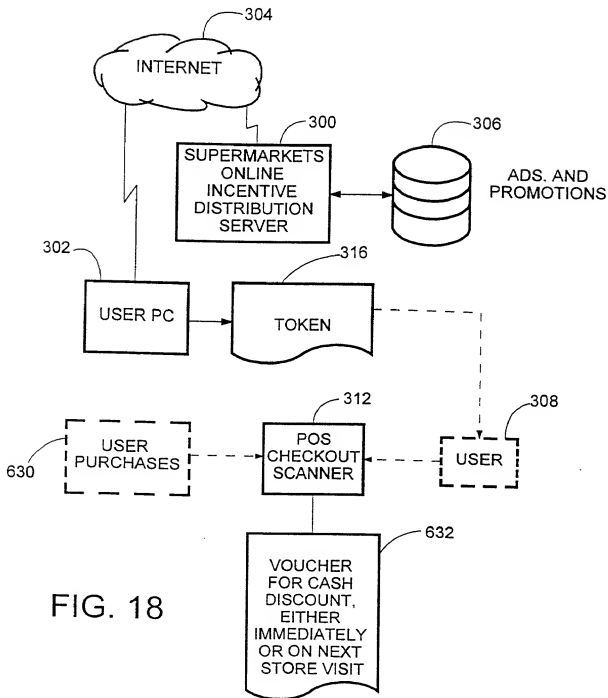 304
INTERNET
300
306
SUPERMARKETS
ONLINE
INCENTIVE
DISTRIBUTION
SERVER
ADS. AND
PROMOTIONS
302
316
USER PC
TOKEN
312
308
630
USER
PURCHASES
POS
CHECKOUT
SCANNER
USER
632
VOUCHER
FOR CASH
DISCOUNT,
EITHER
IMMEDIATELY
OR ON NEXT
STORE VISIT
FIG. 18